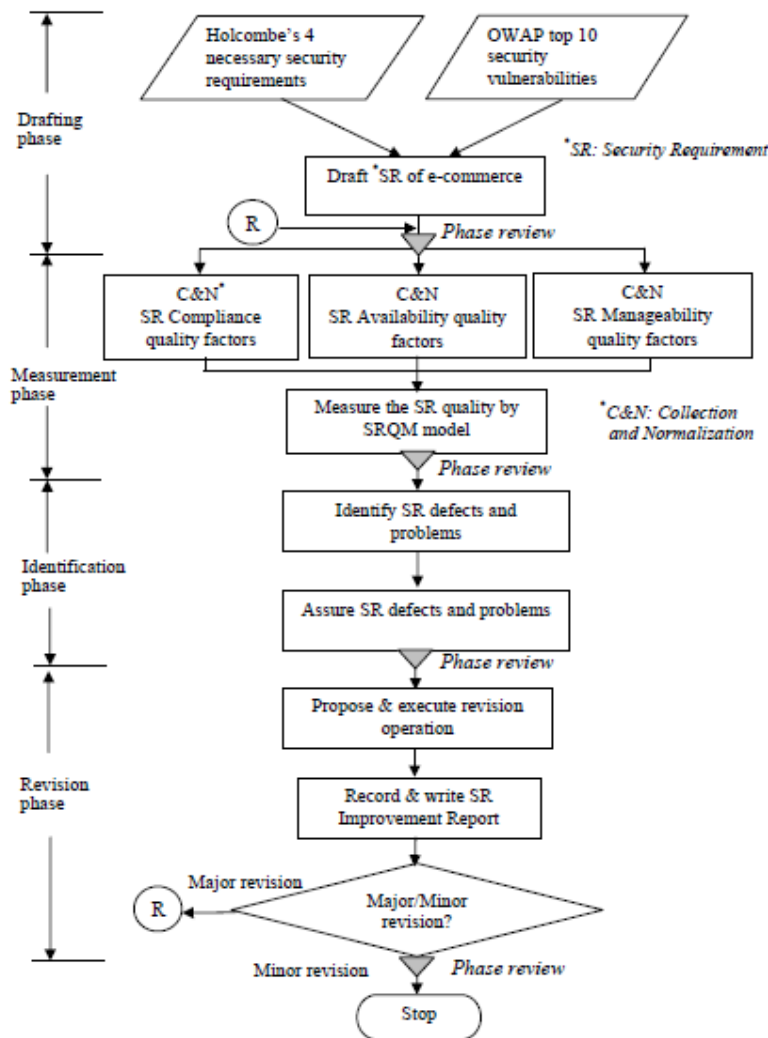 Holcombe's 4
necessary security
requirements
OWAP top 10
security
vulnerabilities
Drafting
phase
*SR: Security Requirement
Draft *SR of e-commerce
R
Phase review
C&N*
SR Compliance
quality factors
C&N
SR Availability quality
factors
C&N
SR Manageability
quality factors
Measurement
phase
Measure the SR quality by
SRQM model
*C&N: Collection
and Normalization
Phase review
Identify SR defects and
problems
Identification
phase
Assure SR defects and problems
Phase review
Propose & execute revision
operation
Revision
phase
Record & write SR
Improvement Report
Major revision
R
Major/Minor
revision?
Minor revision
Phase review
Stop